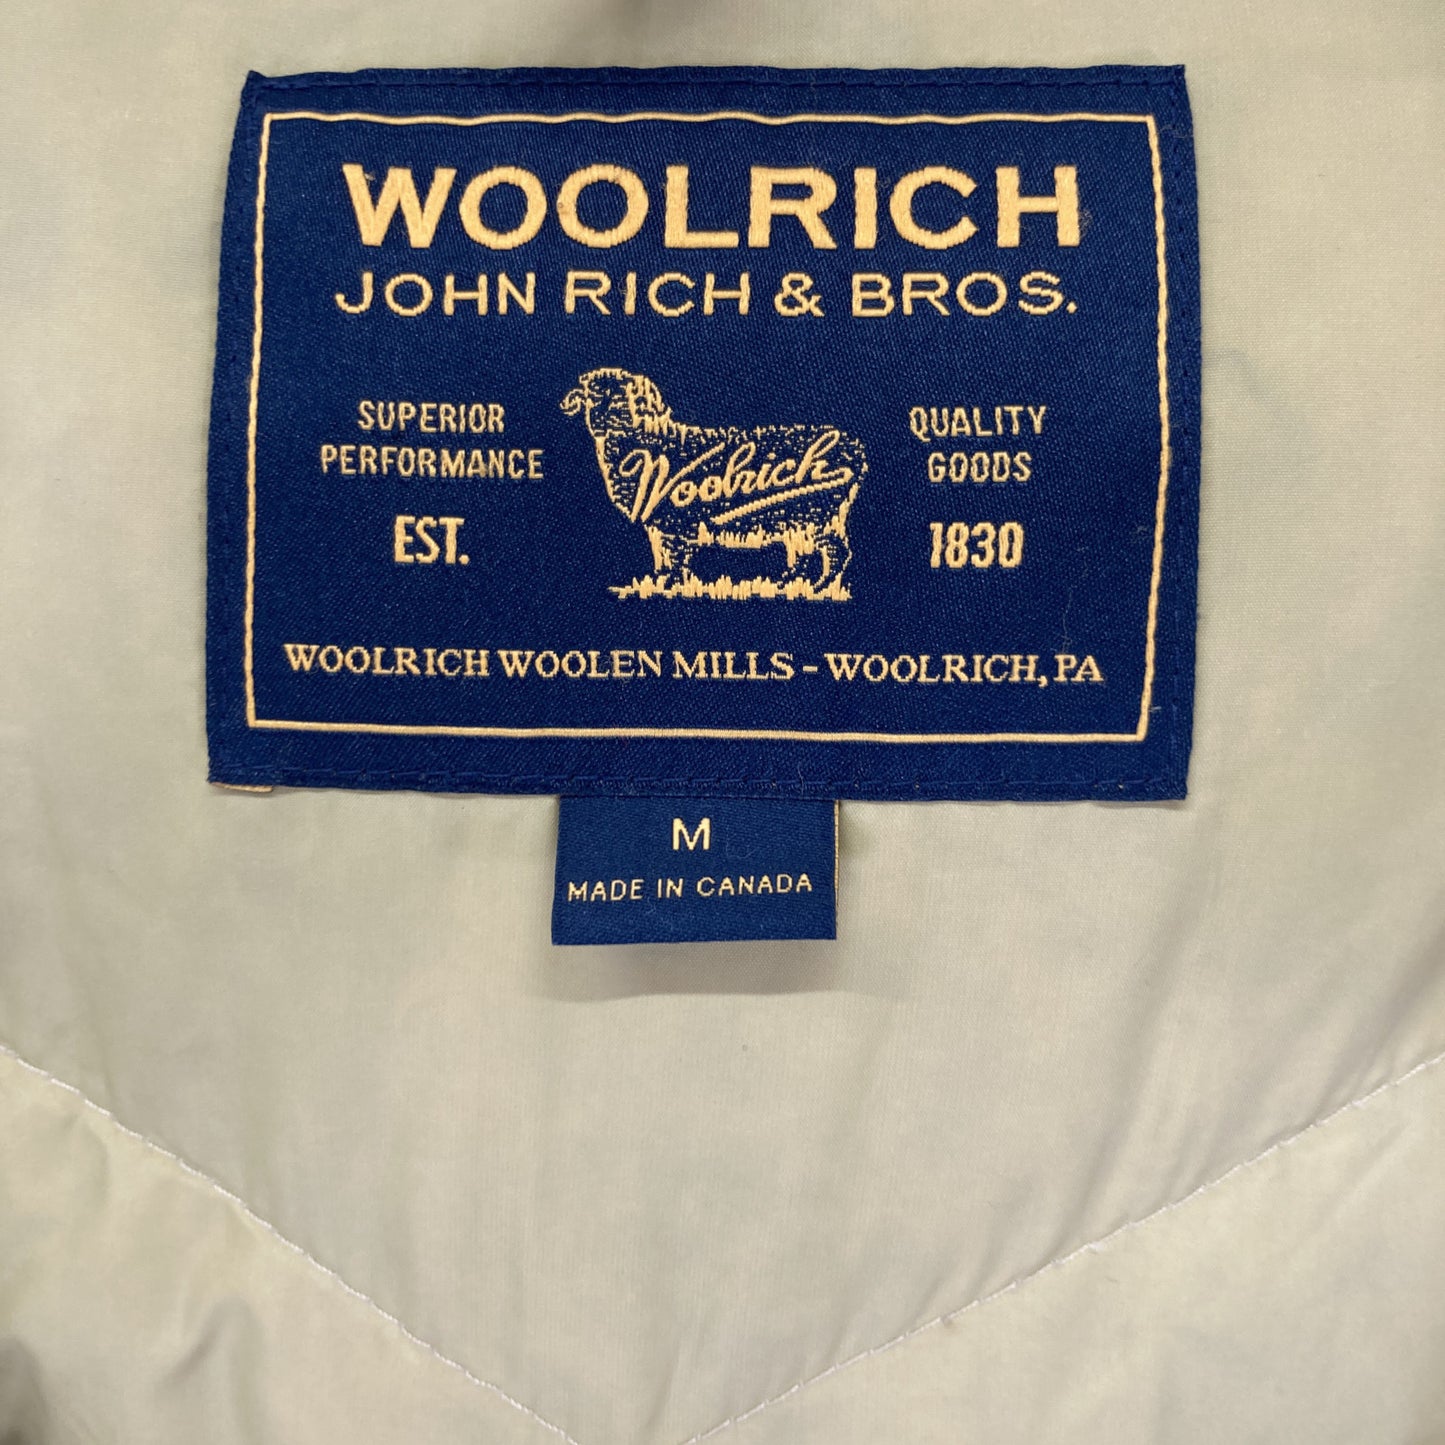 WOOLRICH
JOHN RICH & BROS.
SUPERIOR
PERFORMANCE
EST.
Woolrich
QUALITY
GOODS
1830
WOOLRICH WOOLEN MILLS - WOOLRICH, PA
M
MADE IN CANADA